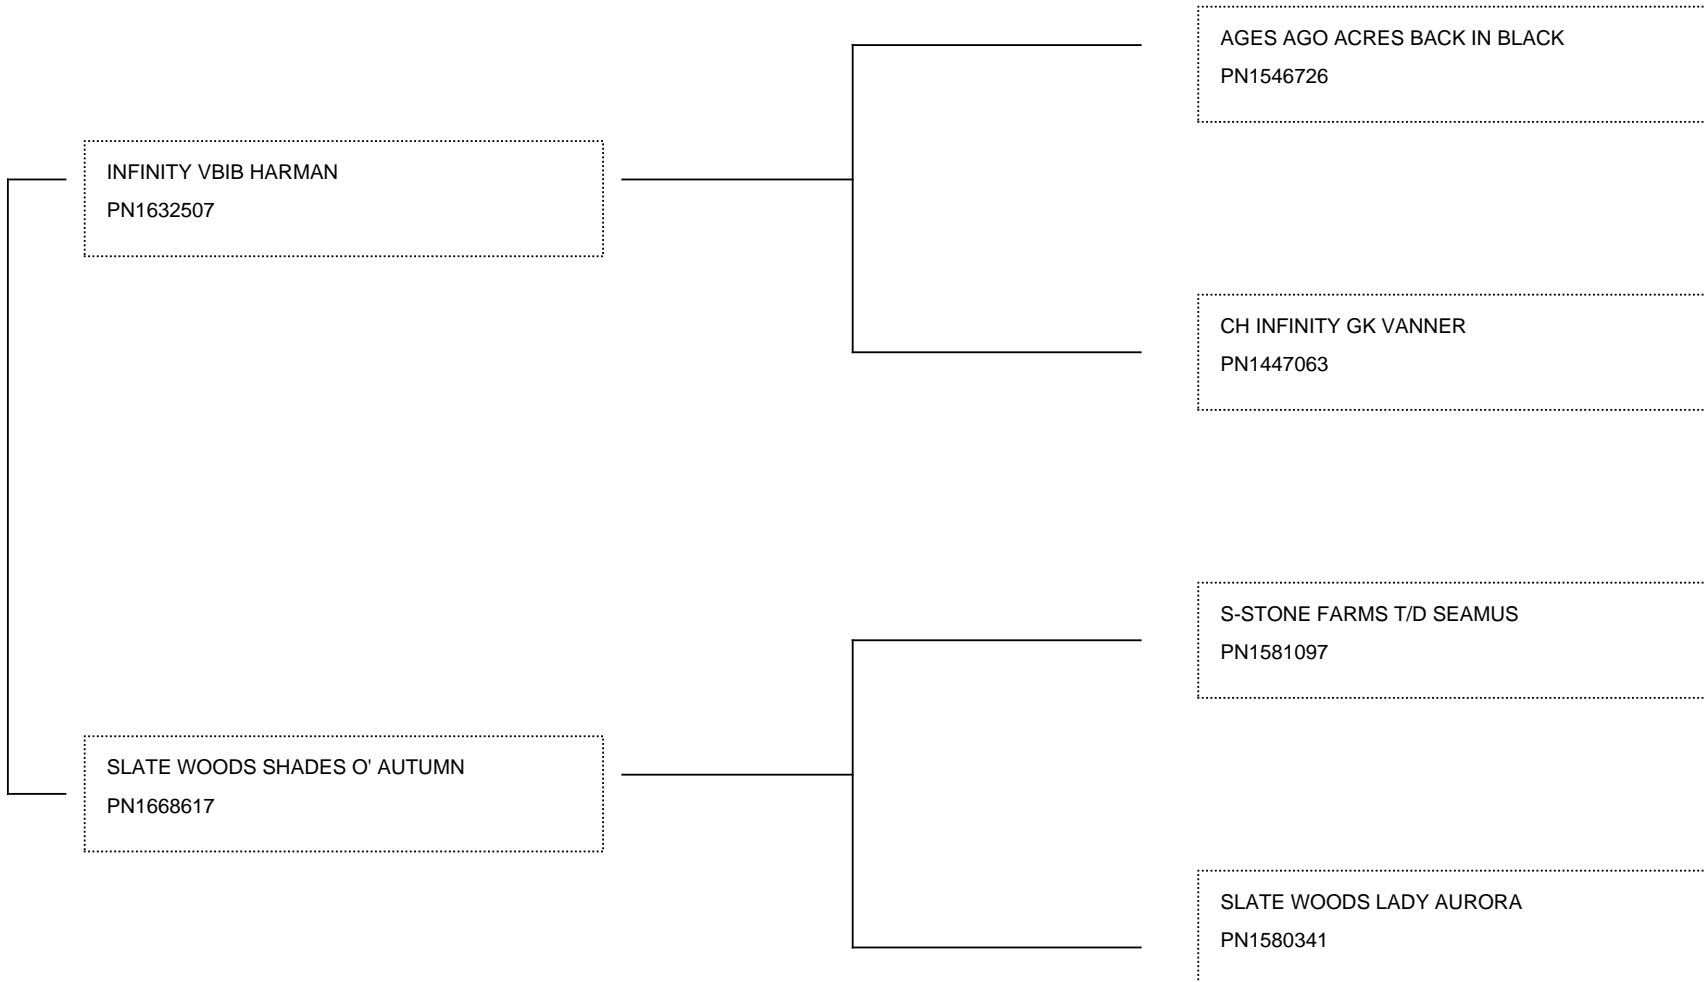 AGES AGO ACRES BACK IN BLACK
PN1546726
INFINITY VBIB HARMAN
PN1632507
CH INFINITY GK VANNER
PN1447063
S-STONE FARMS T/D SEAMUS
PN1581097
SLATE WOODS SHADES O' AUTUMN
PN1668617
SLATE WOODS LADY AURORA
PN1580341